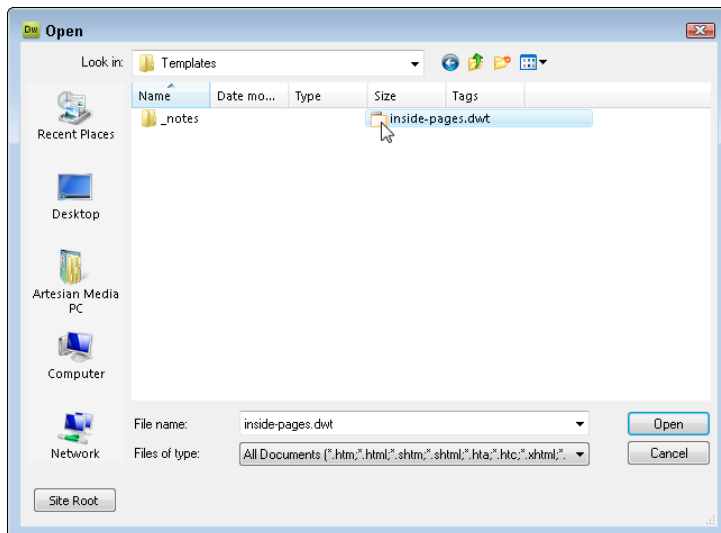 Dw Open
Look in: Templates
Name Date mo... Type Size Tags
_notes inside-pages.dwt
Recent Places
Desktop
Artesian Media
PC
Computer
Network
File name: inside-pages.dwt Open
Files of type: All Documents (*.htm;*.html;*.shtm;*.shtml;*.hta;*.htc;*.xhtml;*. Cancel
Site Root